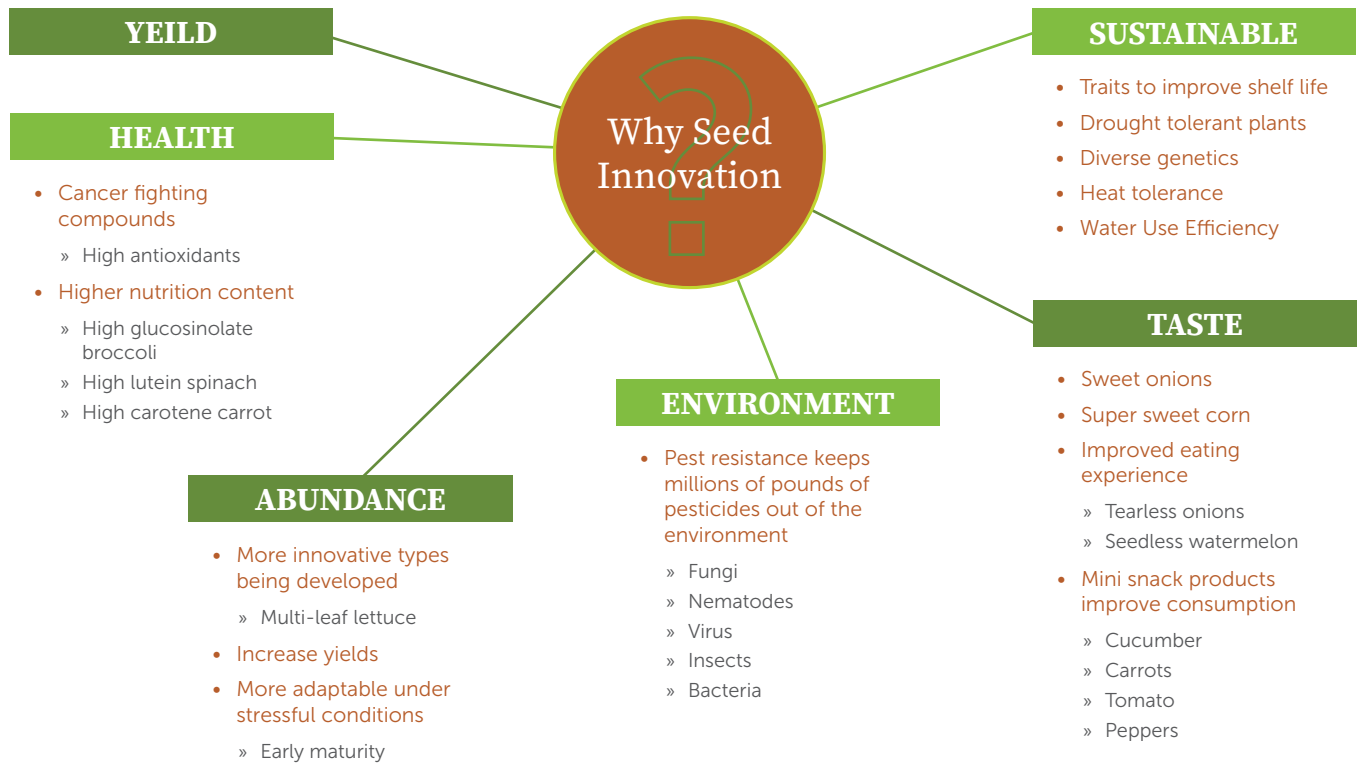 Why Seed
Innovation
?
YEILD
HEALTH
• Cancer fighting
compounds
» High antioxidants
• Higher nutrition content
» High glucosinolate
broccoli
» High lutein spinach
» High carotene carrot
ABUNDANCE
• More innovative types
being developed
» Multi-leaf lettuce
• Increase yields
• More adaptable under
stressful conditions
» Early maturity
ENVIRONMENT
• Pest resistance keeps
millions of pounds of
pesticides out of the
environment
» Fungi
» Nematodes
» Virus
» Insects
» Bacteria
SUSTAINABLE
• Traits to improve shelf life
• Drought tolerant plants
• Diverse genetics
• Heat tolerance
• Water Use Efficiency
TASTE
• Sweet onions
• Super sweet corn
• Improved eating
experience
» Tearless onions
» Seedless watermelon
• Mini snack products
improve consumption
» Cucumber
» Carrots
» Tomato
» Peppers